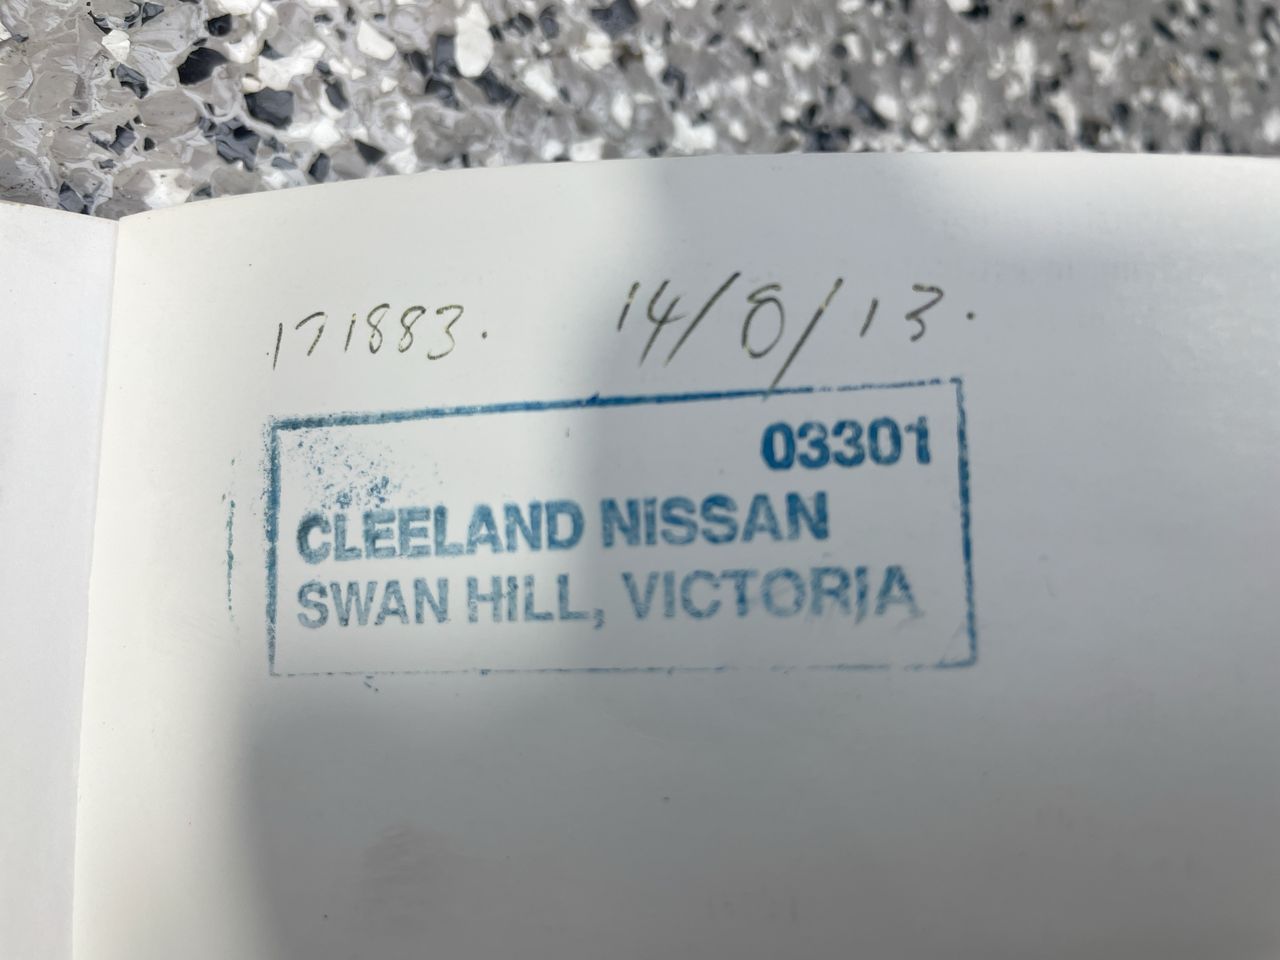 171883. 14/8/13.
03301
CLEELAND NISSAN
SWAN HILL, VICTORIA